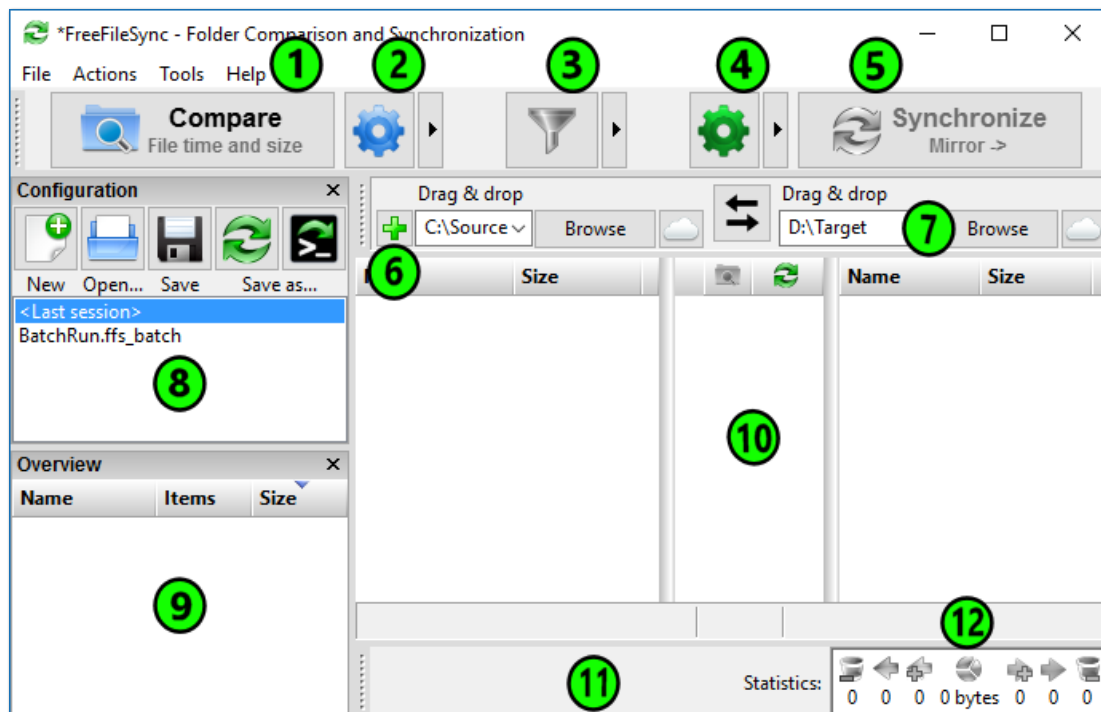 *FreeFileSync - Folder Comparison and Synchronization
File Actions Tools Help
1 2 3 4 5
Compare
File time and size
Synchronize
Mirror ->
Configuration
New Open... Save Save as...
<Last session>
BatchRun.ffs_batch
8
Overview
Name Items Size
9
Drag & drop
C:\Source
Browse
Drag & drop
D:\Target
7
Browse
6
Size
Name Size
10
12
11
Statistics:
0 0 0 0 bytes 0 0 0